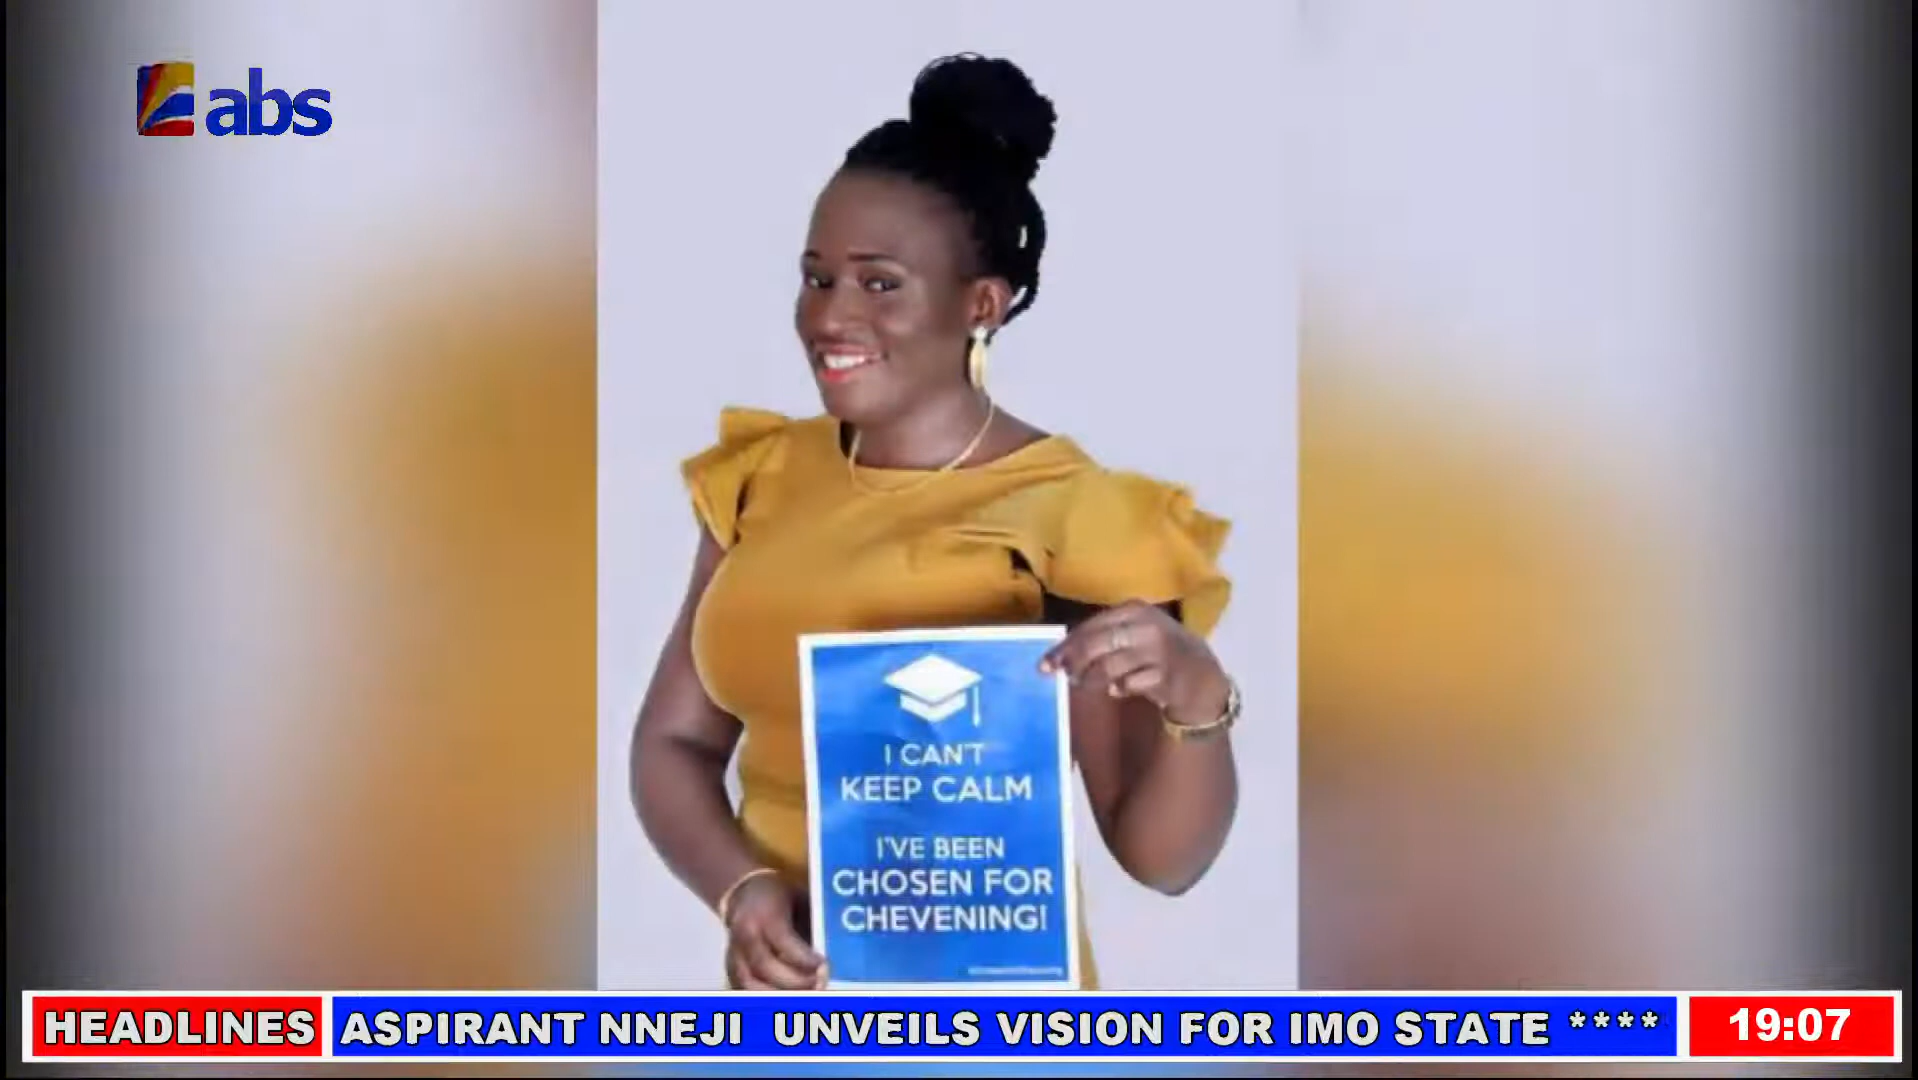 abs
I CAN'T
KEEP CALM
I'VE BEEN
CHOSEN FOR
CHEVENING!
HEADLINES
ASPIRANT NNEJI UNVEILS VISION FOR IMO STATE ****
19:07